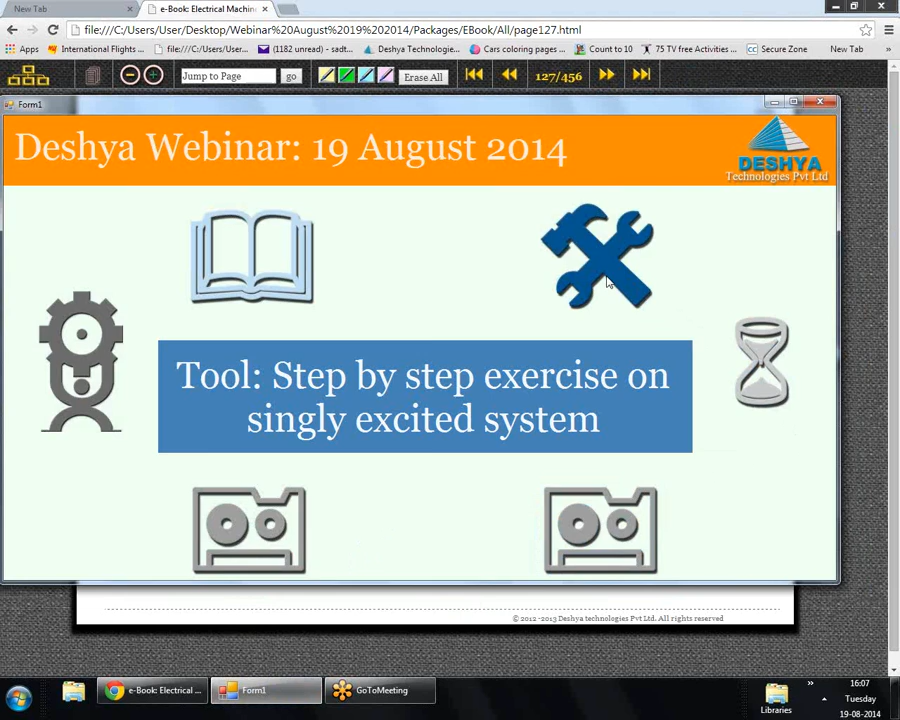 New Tab
e-Book: Electrical Machin
file:///C:/Users/User/Desktop/Webinar%20August%2019%202014/Packages/EBook/All/page127.html
Apps
International Flights ...
file:///C:/Users/User...
(1482 unread) - sadt...
Deshya Technologie...
Cars coloring pages ...
Count to 10
75 TV free Activities ...
Secure Zone
New Tab
»
Jump to Page
go
Erase All
127/456
Form1
Deshya Webinar: 19 August 2014
DESHYA
Technologies Pvt Ltd
Tool: Step by step exercise on
singly excited system
© 2012 -2013 Deshya technologies Pvt Ltd. All rights reserved
e-Book: Electrical ...
Form1
GoToMeeting
Libraries
»
16:07
Tuesday
19-08-2014